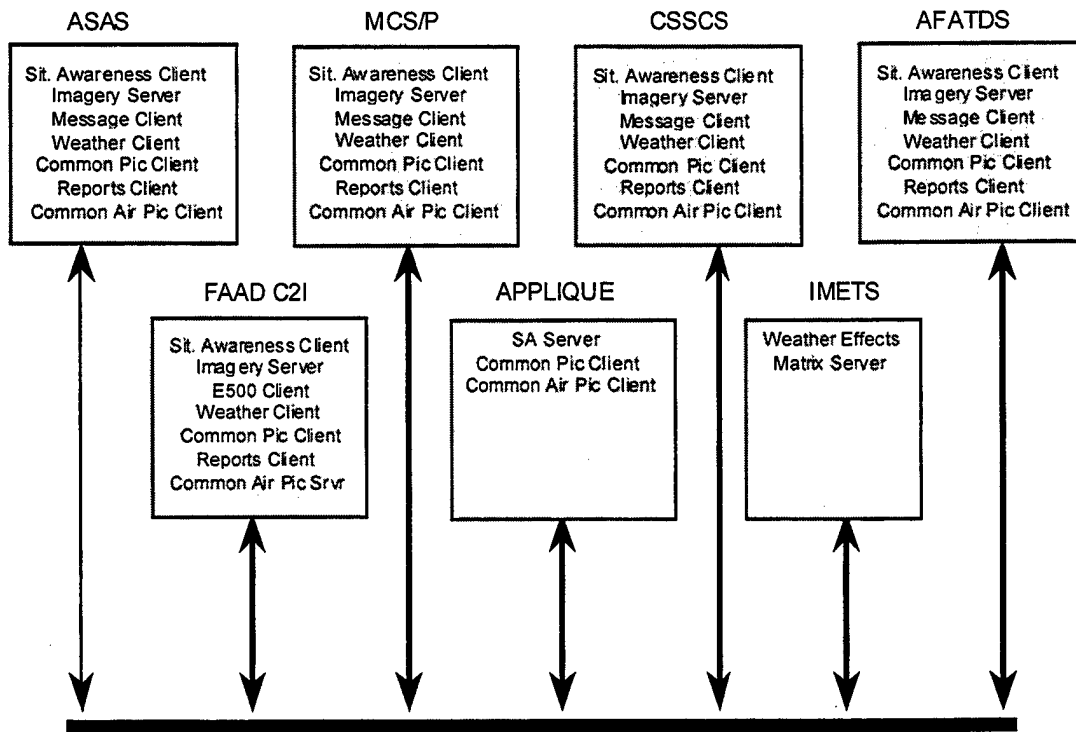 ASAS
Sit. Awareness Client
Imagery Server
Message Client
Weather Client
Common Pic Client
Reports Client
Common Air Pic Client
MCS/P
Sit. Awareness Client
Imagery Server
Message Client
Weather Client
Common Pic Client
Reports Client
Common Air Pic Client
CSSCS
Sit. Awareness Client
Imagery Server
Message Client
Weather Client
Common Pic Client
Reports Client
Common Air Pic Client
AFATDS
Sit. Awareness Client
Imagery Server
Message Client
Weather Client
Common Pic Client
Reports Client
Common Air Pic Client
FAAD C2I
Sit. Awareness Client
Imagery Server
E500 Client
Weather Client
Common Pic Client
Reports Client
Common Air Pic Srvr
APPLIQUE
SA Server
Common Pic Client
Common Air Pic Client
IMETS
Weather Effects
Matrix Server